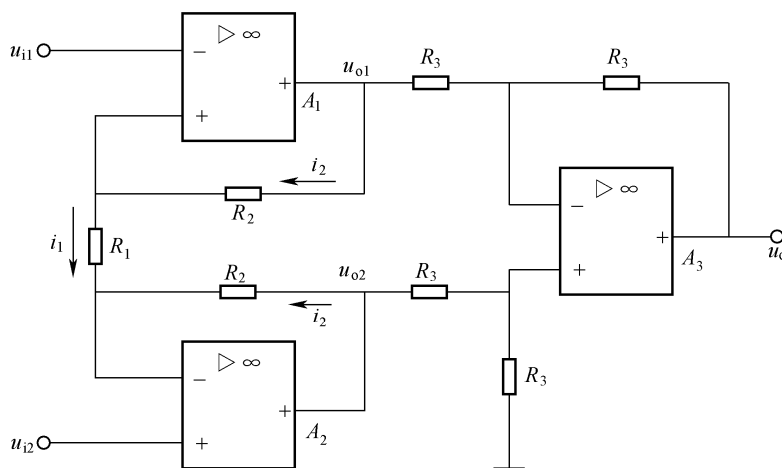 ▷ ∞
u_i1
−
+
+
A_1
u_o1
R_3
R_3
i_2
R_2
i_1
R_1
▷ ∞
−
+
+
A_3
u_o
R_2
u_o2
R_3
i_2
▷ ∞
−
+
+
A_2
R_3
u_i2